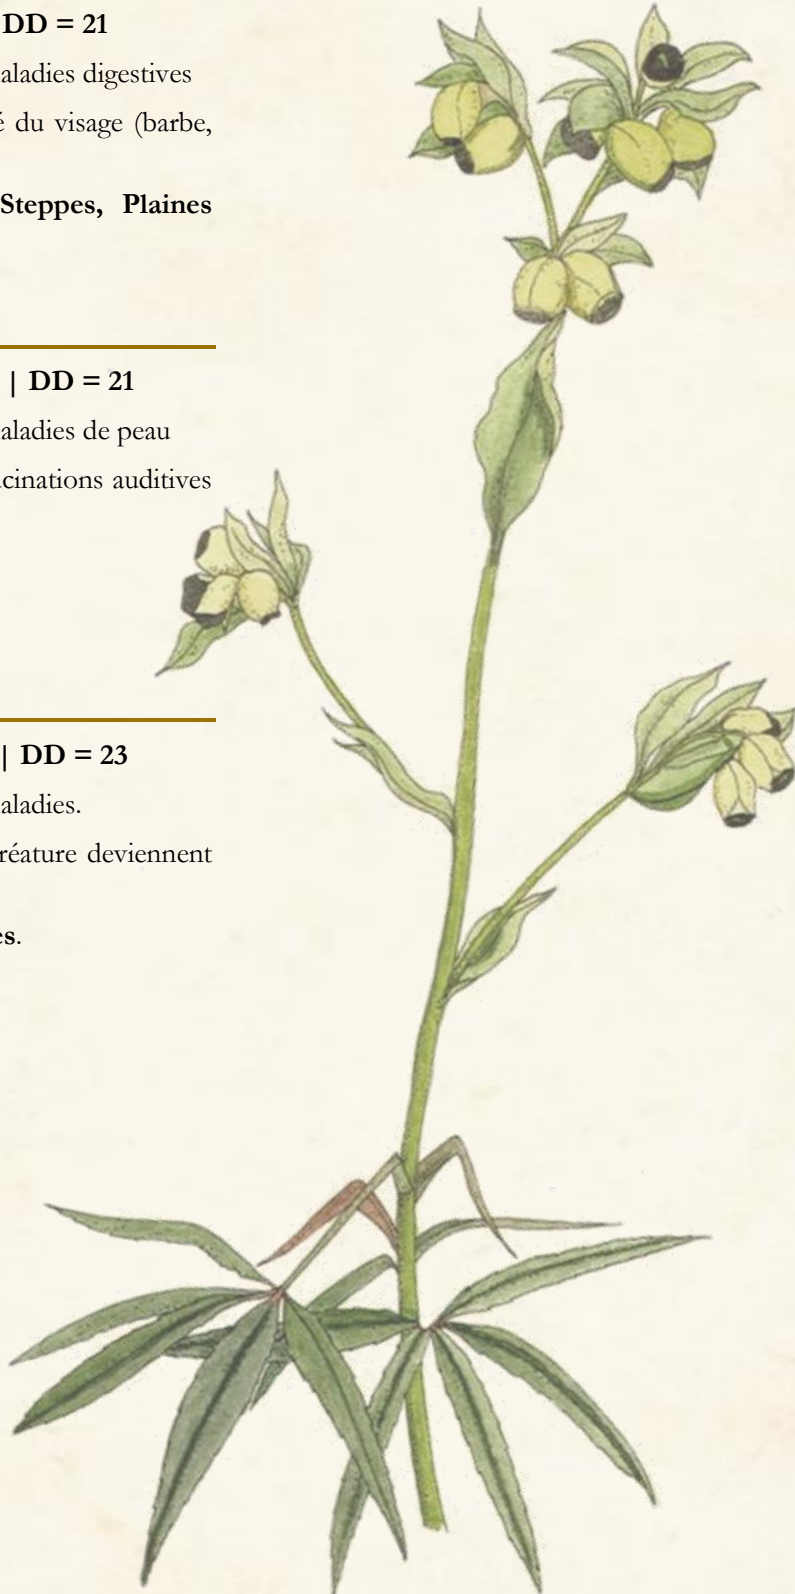 DD = 21
aladies digestives
é du visage (barbe,
Steppes, Plaines
| DD = 21
aladies de peau
cinations auditives
| DD = 23
aladies.
réature deviennent
es.